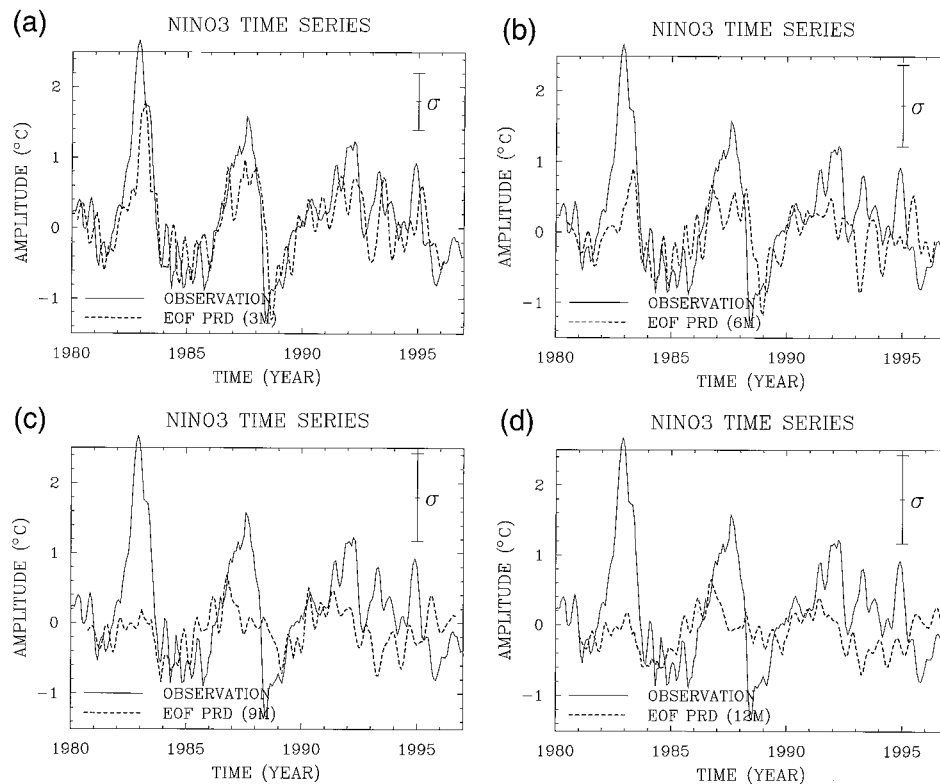 (a)
NINO3 TIME SERIES
AMPLITUDE (°C)
2
1
0
−1
σ
OBSERVATION
EOF PRD (3M)
1980 1985 1990 1995
TIME (YEAR)
(b)
NINO3 TIME SERIES
AMPLITUDE (°C)
2
1
0
−1
σ
OBSERVATION
EOF PRD (6M)
1980 1985 1990 1995
TIME (YEAR)
(c)
NINO3 TIME SERIES
AMPLITUDE (°C)
2
1
0
−1
σ
OBSERVATION
EOF PRD (9M)
1980 1985 1990 1995
TIME (YEAR)
(d)
NINO3 TIME SERIES
AMPLITUDE (°C)
2
1
0
−1
σ
OBSERVATION
EOF PRD (12M)
1980 1985 1990 1995
TIME (YEAR)